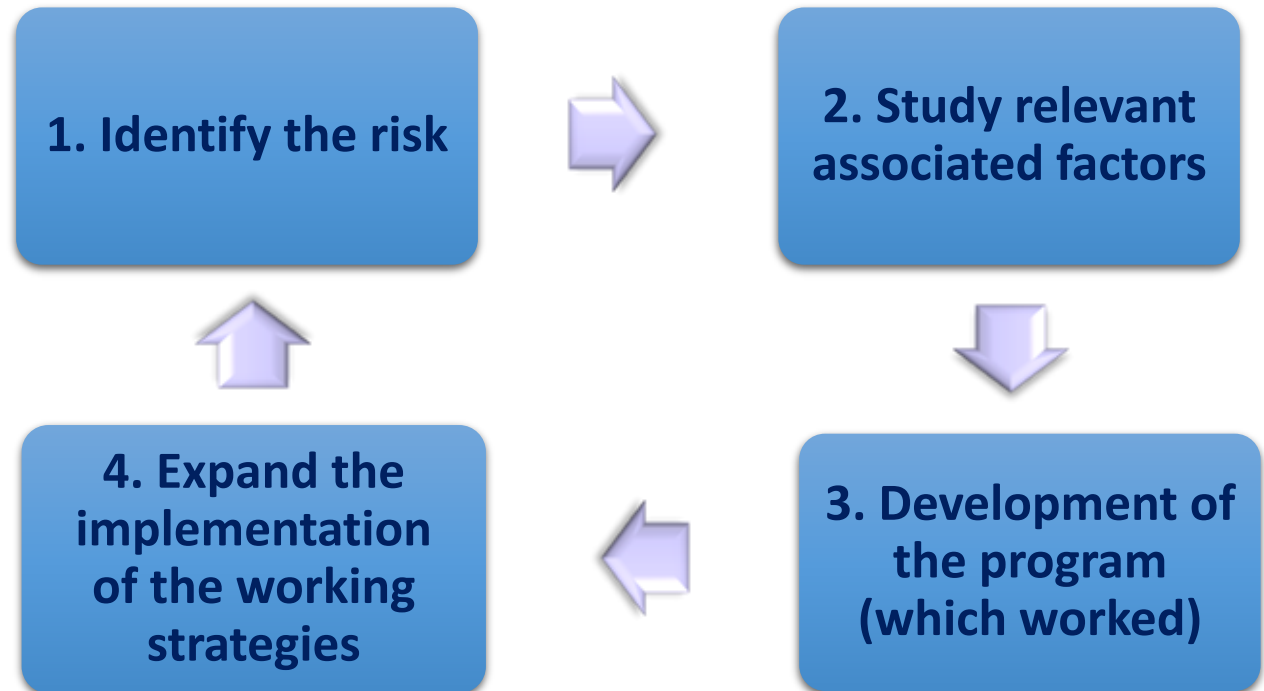 1. Identify the risk
2. Study relevant
associated factors
3. Development of
the program
(which worked)
4. Expand the
implementation
of the working
strategies